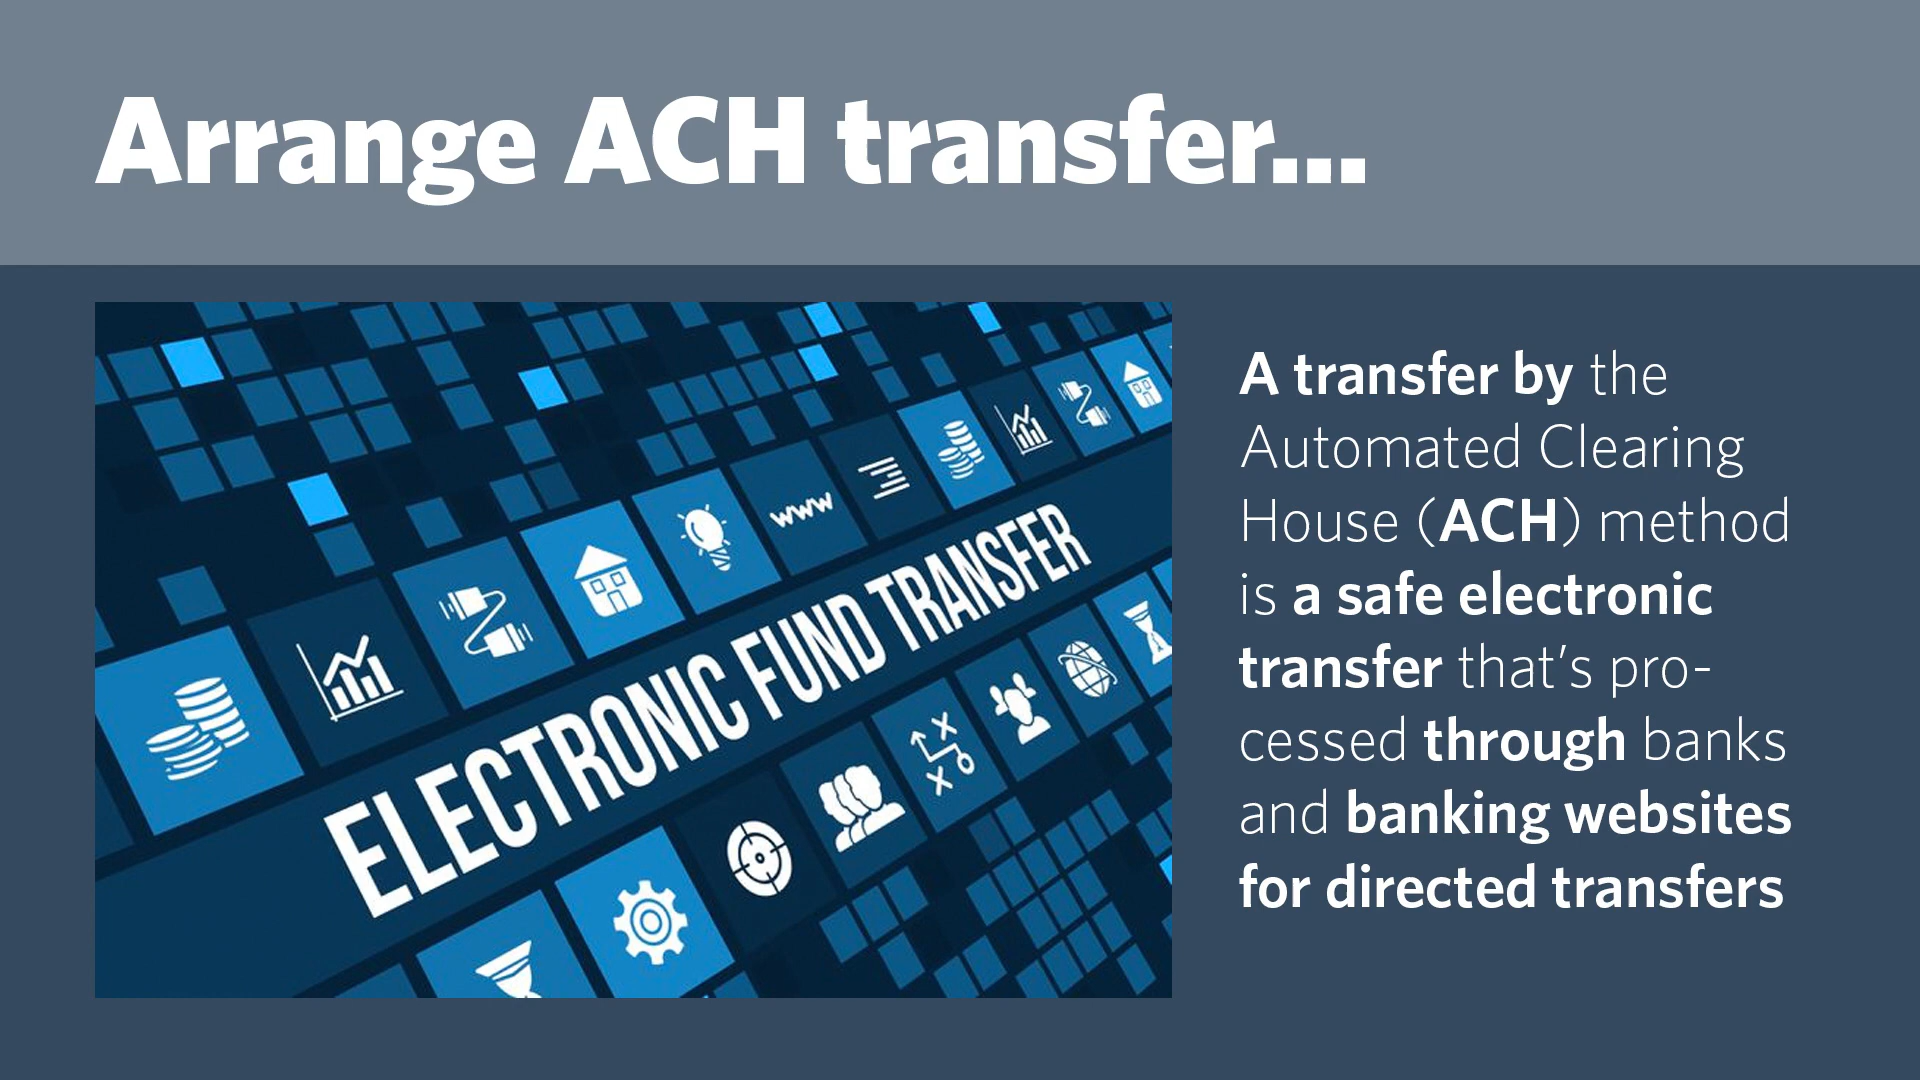 Arrange ACH transfer...
www
ELECTRONIC FUND TRANSFER
A transfer by the
Automated Clearing
House (ACH) method
is a safe electronic
transfer that’s pro-
cessed through banks
and banking websites
for directed transfers